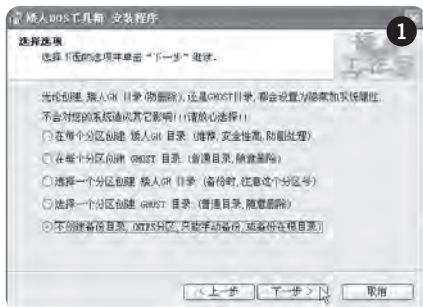 矮人DOS工具箱 安装程序
1
选择选项
选择下面的选项并单击“下一步”继续。
无论创建 矮人GH 目录(防删除),还是GHOST目录,都会设置为隐藏加系统属性.
不会对您的系统造成其它影响!!!请放心选择!!
在每个分区创建 矮人GH 目录 (推荐,安全性高,防删处理)
在每个分区创建 GHOST 目录 (普通目录,随意删除)
选择一个分区创建 矮人GH 目录 (备份时,注意这个分区号)
选择一个分区创建 GHOST 目录 (普通目录,随意删除)
不创建备份目录, (NTFS分区,只能手动备份,或备份在根目录)
<上一步 下一步> 取消